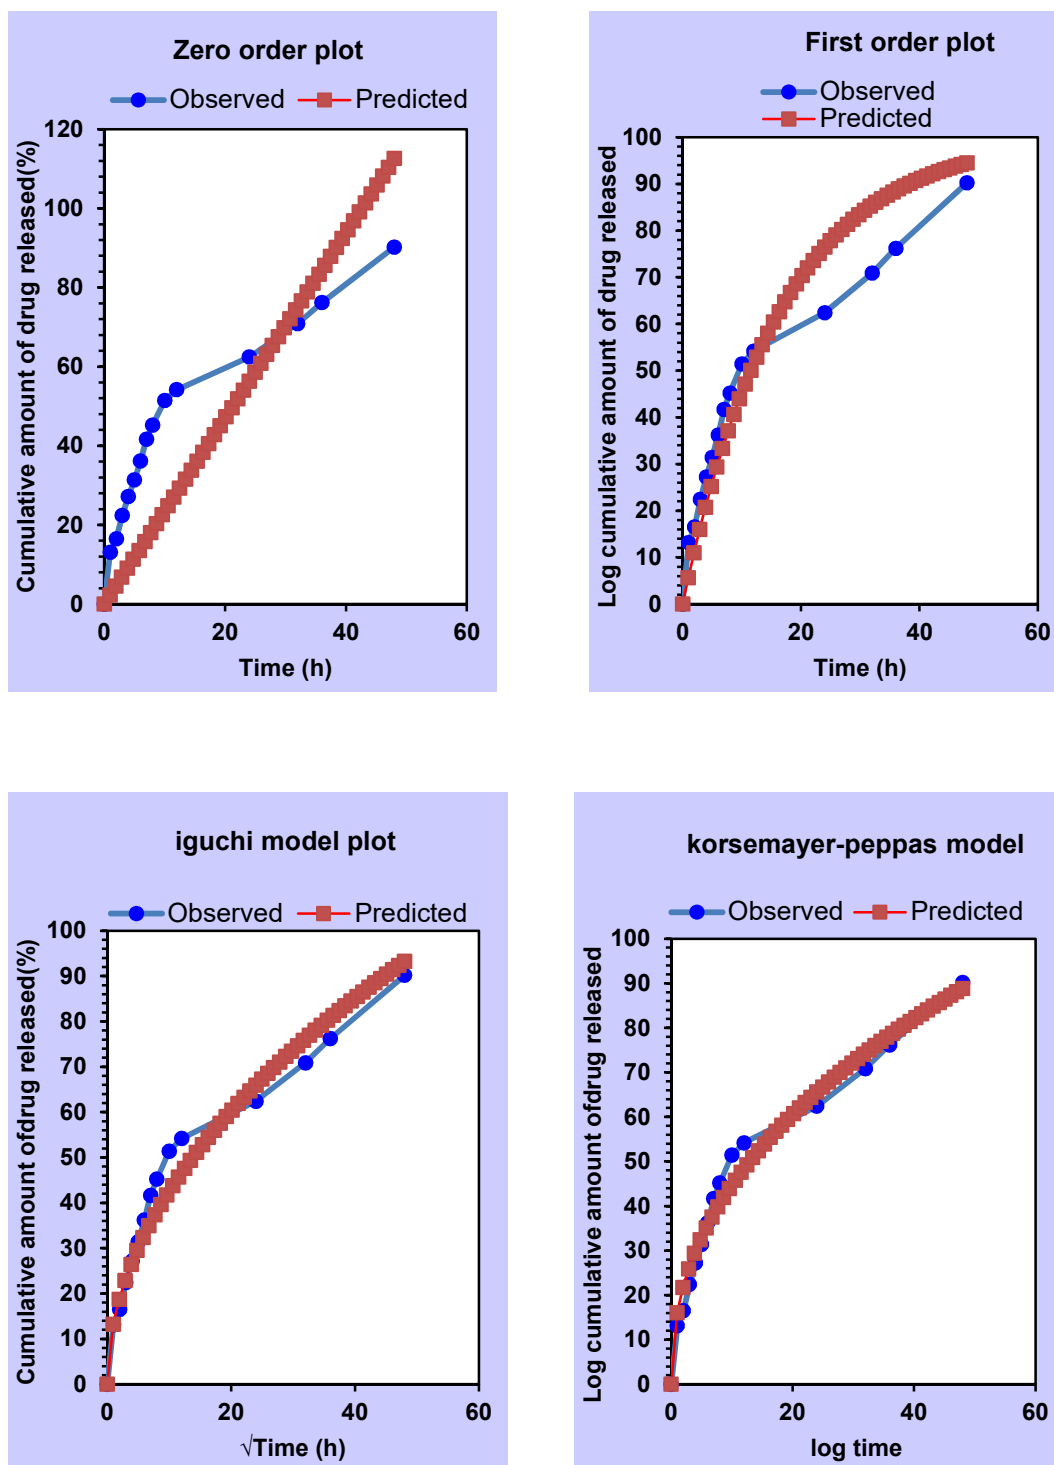 Zero order plot
Observed Predicted
Cumulative amount of drug released(%)
120
100
80
60
40
20
0
0 20 40 60
Time (h)
First order plot
Observed
Predicted
Log cumulative amount of drug released
100
90
80
70
60
50
40
30
20
10
0
0 20 40 60
Time (h)
iguchi model plot
Observed Predicted
Cumulative amount ofdrug released(%)
100
90
80
70
60
50
40
30
20
10
0
0 20 40 60
√Time (h)
korsemayer-peppas model
Observed Predicted
Log cumulative amount ofdrug released
100
90
80
70
60
50
40
30
20
10
0
0 20 40 60
log time